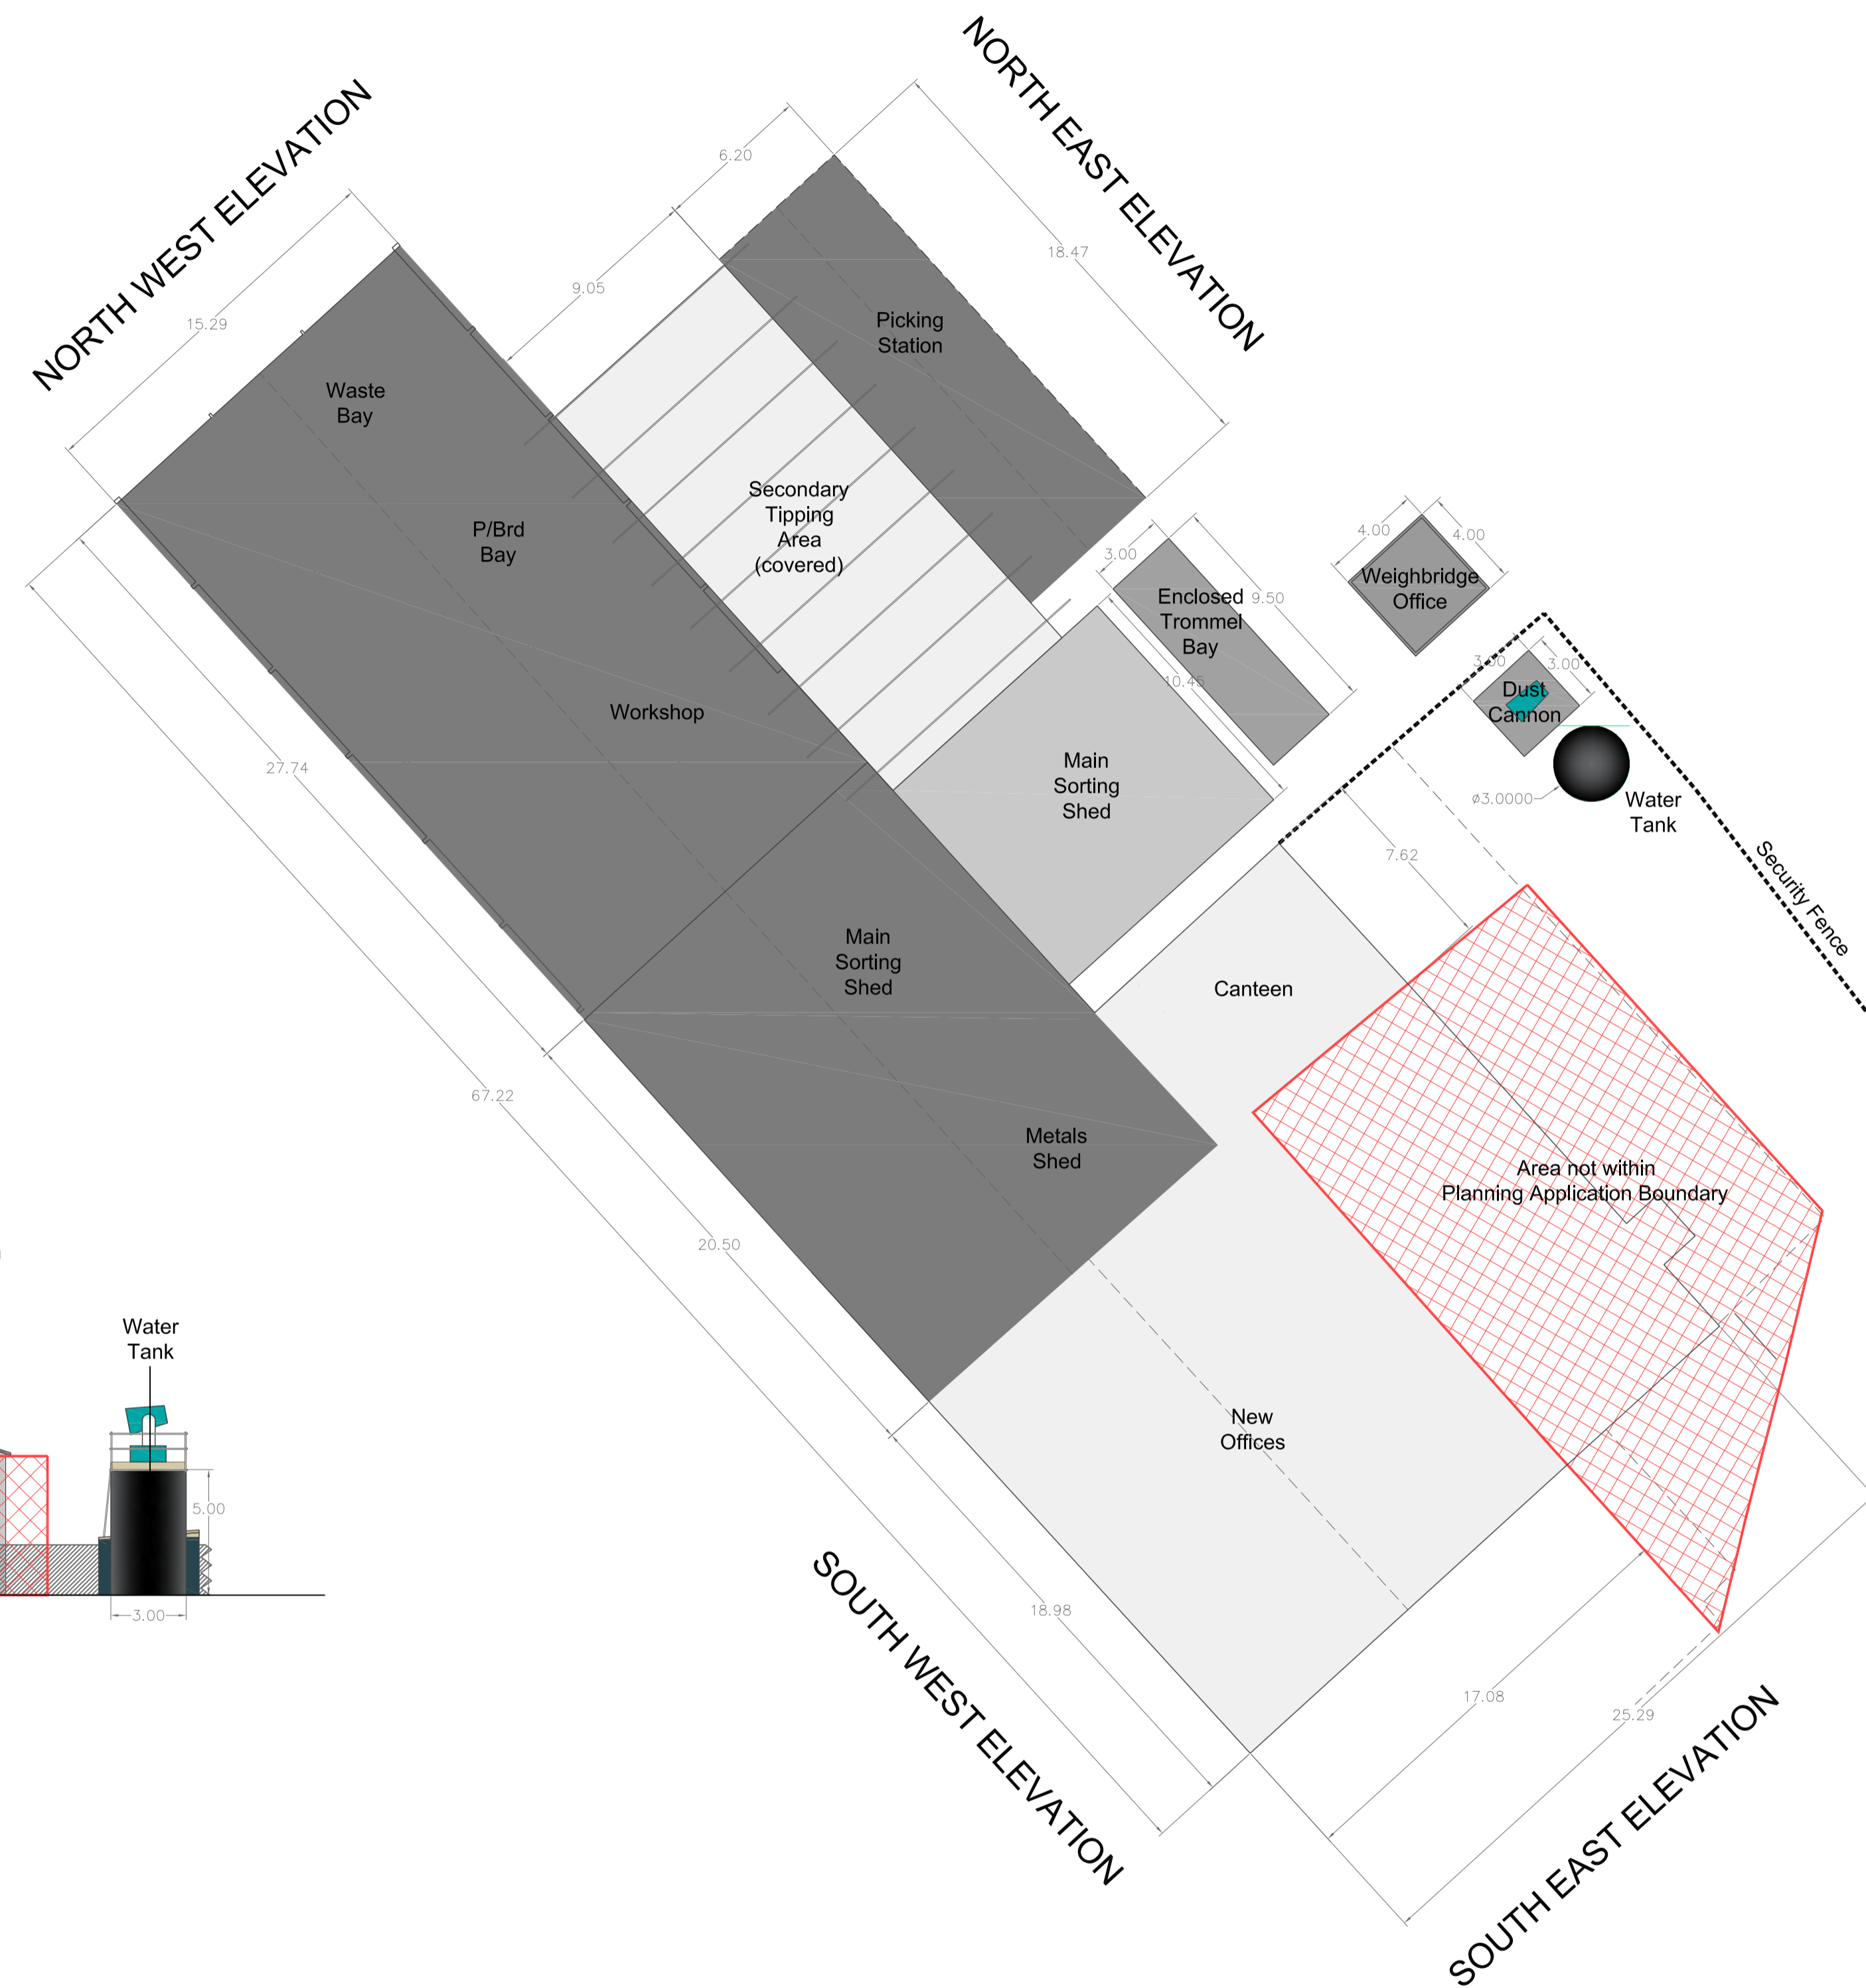 NORTH WEST ELEVATION
NORTH EAST ELEVATION
6.20
18.47
9.05
15.29
Picking
Station
Waste
Bay
P/Brd
Bay
Secondary
Tipping
Area
(covered)
3.00
Enclosed
Trommel
Bay
9.50
10.45
4.00
4.00
Weighbridge
Office
3.00
3.00
Dust
Cannon
ø3.0000
Water
Tank
Security Fence
Workshop
27.74
Main
Sorting
Shed
7.62
Main
Sorting
Shed
Canteen
67.22
Metals
Shed
Area not within
Planning Application Boundary
20.50
New
Offices
Water
Tank
5.00
3.00
18.98
17.08
25.29
SOUTH WEST ELEVATION
SOUTH EAST ELEVATION